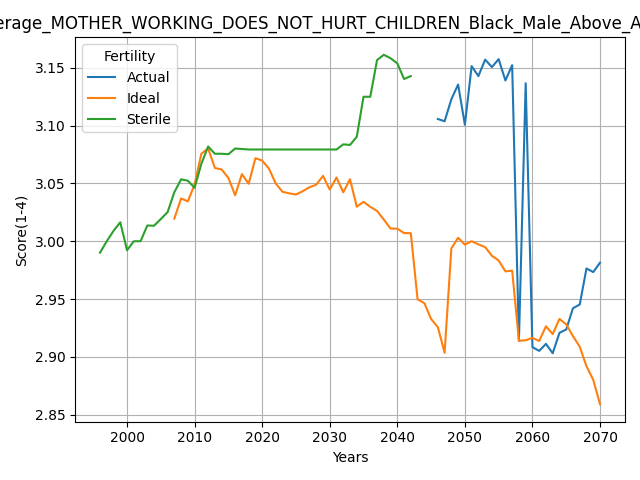 erage_MOTHER_WORKING_DOES_NOT_HURT_CHILDREN_Black_Male_Above_A
Fertility
Actual
Ideal
Sterile
Score(1-4)
3.15
3.10
3.05
3.00
2.95
2.90
2.85
2000 2010 2020 2030 2040 2050 2060 2070
Years